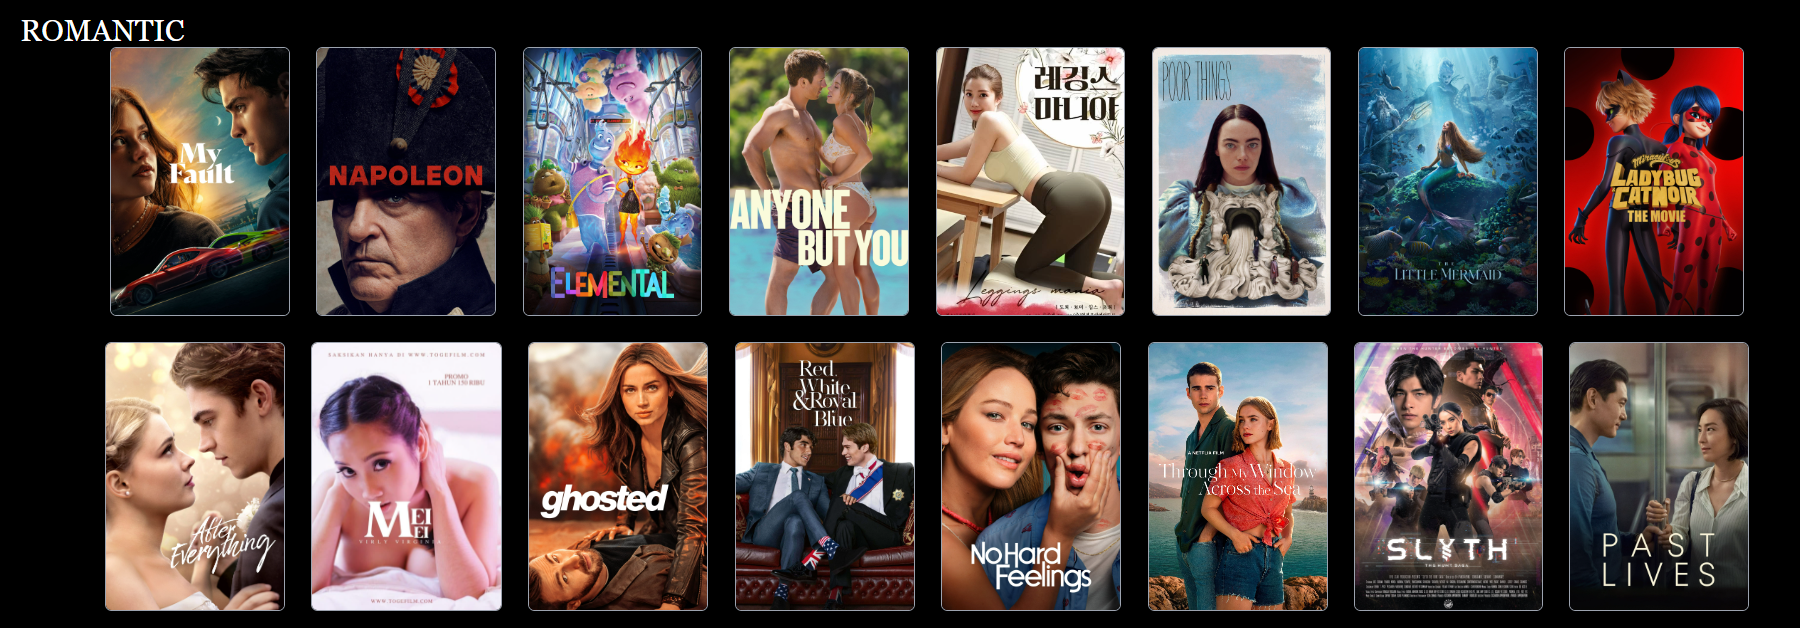 ROMANTIC
My
Fault
NAPOLEON
ELEMENTAL
ANYONE
BUT YOU
레깅스
마니아
Leggings mania
POOR THINGS
THE
LITTLE MERMAID
Miraculous
LADYBUG
CATNOIR
THE MOVIE
After
Everything
SAKSIKAN HANYA DI WWW.TOGEFILM.COM
PROMO
1 TAHUN 150 RIBU
MEI
EI
VIRLY VIRGINIA
WWW.TOGEFILM.COM
ghosted
Red,
White
& Royal
Blue
No Hard
Feelings
A NETFLIX FILM
Through My Window
Across the Sea
SLYTH
THE HUNT SAGA
PAST
LIVES